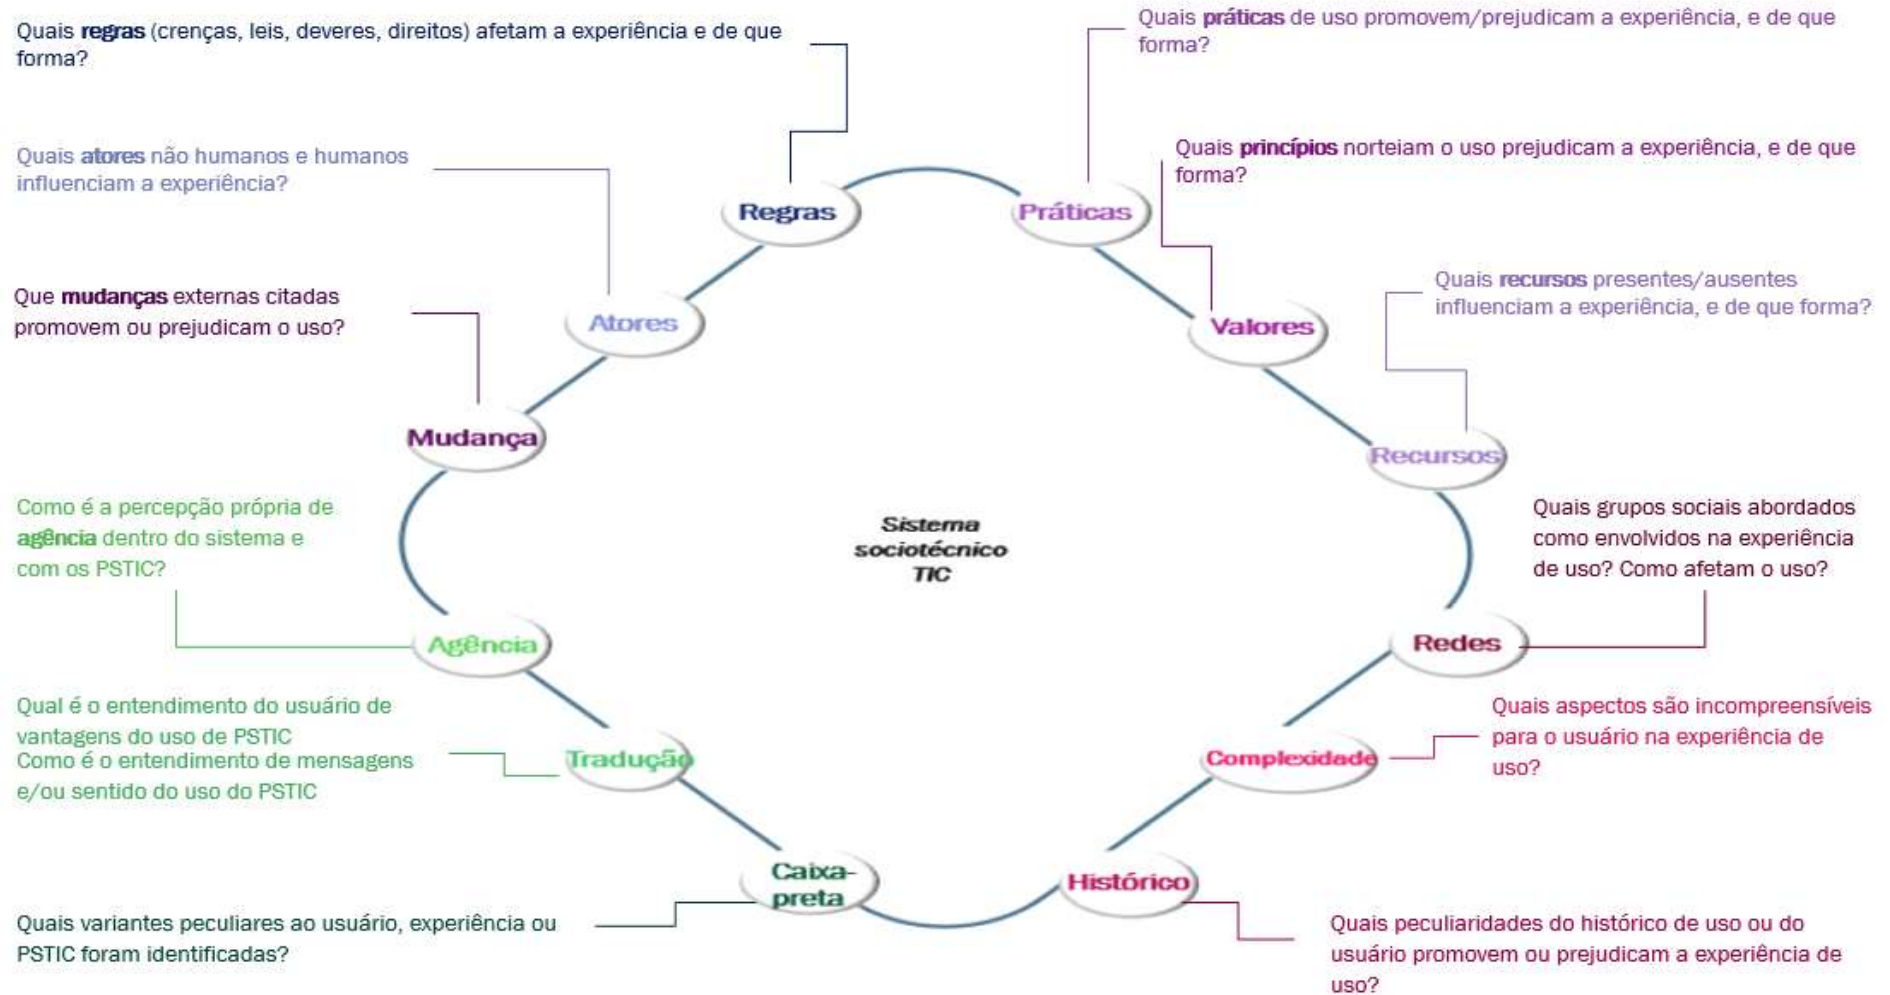 Quais regras (crenças, leis, deveres, direitos) afetam a experiência e de que
forma?
Quais práticas de uso promovem/prejudicam a experiência, e de que
forma?
Quais atores não humanos e humanos
influenciam a experiência?
Quais princípios norteiam o uso prejudicam a experiência, e de que
forma?
Regras
Práticas
Que mudanças externas citadas
promovem ou prejudicam o uso?
Quais recursos presentes/ausentes
influenciam a experiência, e de que forma?
Atores
Valores
Mudança
Recursos
Como é a percepção própria de
agência dentro do sistema e
com os PSTIC?
Sistema
sociotécnico
TIC
Quais grupos sociais abordados
como envolvidos na experiência
de uso? Como afetam o uso?
Agência
Redes
Qual é o entendimento do usuário de
vantagens do uso de PSTIC
Como é o entendimento de mensagens
e/ou sentido do uso do PSTIC
Tradução
Complexidade
Quais aspectos são incompreensíveis
para o usuário na experiência de
uso?
Caixa-
preta
Histórico
Quais variantes peculiares ao usuário, experiência ou
PSTIC foram identificadas?
Quais peculiaridades do histórico de uso ou do
usuário promovem ou prejudicam a experiência de
uso?